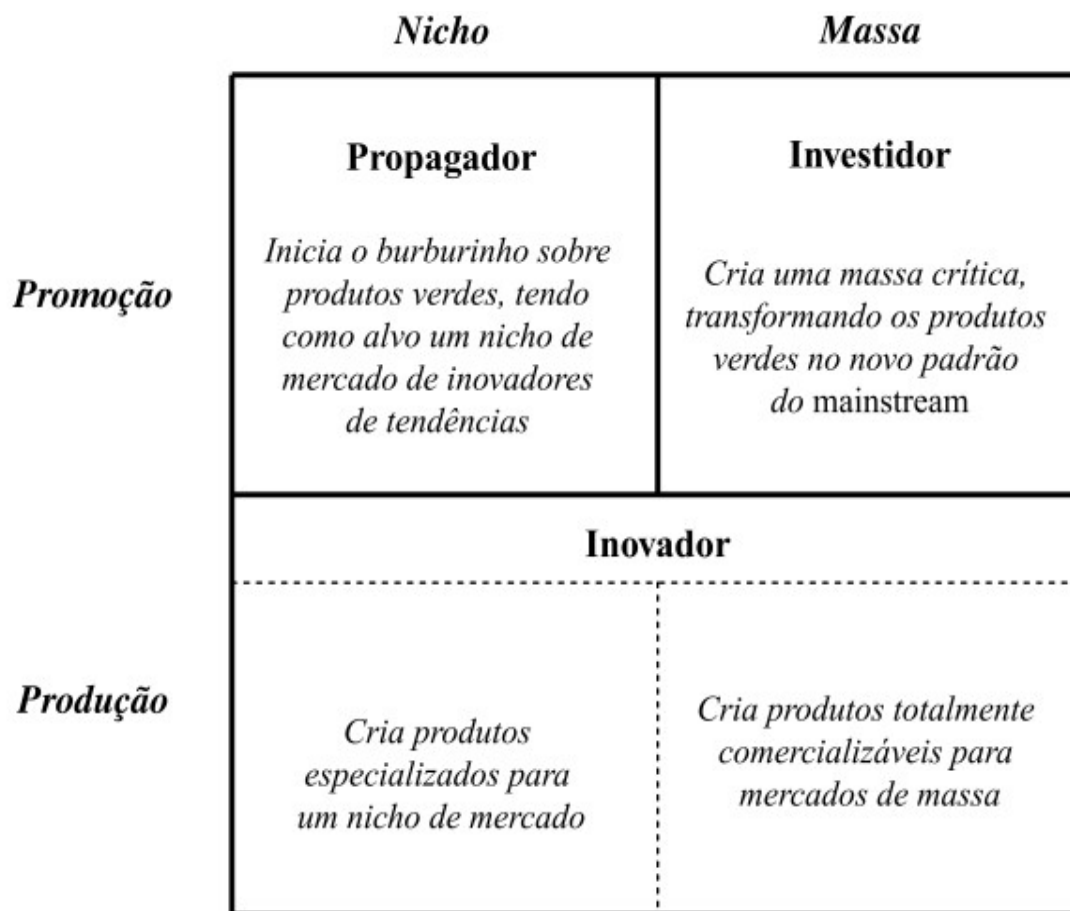 Nicho
Massa
Promoção
Propagador
Inicia o burburinho sobre
produtos verdes, tendo
como alvo um nicho de
mercado de inovadores
de tendências
Investidor
Cria uma massa crítica,
transformando os produtos
verdes no novo padrão
do mainstream
Produção
Inovador
Cria produtos
especializados para
um nicho de mercado
Cria produtos totalmente
comercializáveis para
mercados de massa